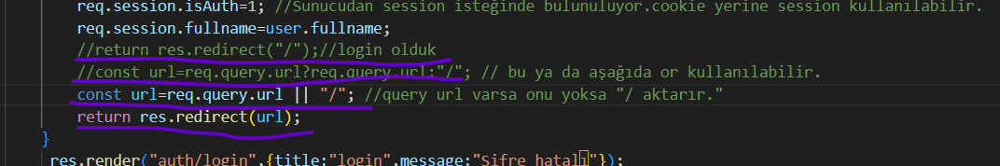 req.session.isAuth=1; //Sunucudan session isteğinde bulunuluyor.cookie yerine session kullanılabilir.
req.session.fullname=user.fullname;
//return res.redirect("/");//login olduk
//const url=req.query.url?req.query.url:"/"; // bu ya da aşağıda or kullanılabilir.
const url=req.query.url || "/"; //query url varsa onu yoksa "/ aktarır."
return res.redirect(url);
}
res.render("auth/login",{title:"login",message:"Şifre hatalı"});